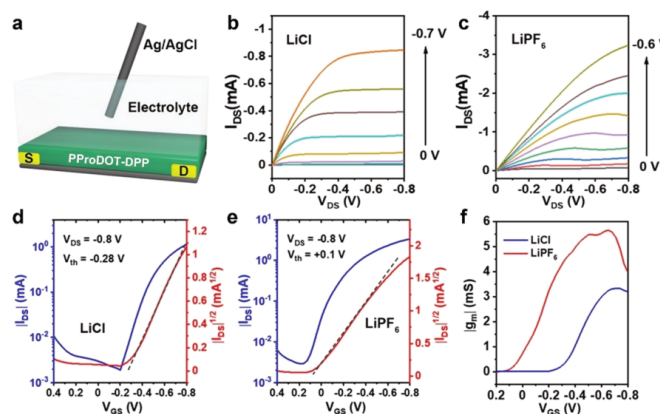 a
Ag/AgCl
Electrolyte
PProDOT-DPP
S
D
b
LiCl
-0.7 V
0 V
I_DS(mA)
-1
-0.8
-0.6
-0.4
-0.2
0
0 -0.2 -0.4 -0.6 -0.8
V_DS (V)
c
LiPF₆
-0.6 V
0 V
I_DS(mA)
-4
-3
-2
-1
0
0 -0.2 -0.4 -0.6 -0.8
V_DS (V)
d
V_DS = -0.8 V
V_th = -0.28 V
LiCl
|I_DS| (mA)
10⁰
10⁻¹
10⁻²
10⁻³
|I_DS|^1/2 (mA^1/2)
1.2
1
0.8
0.6
0.4
0.2
0
0.4 0.2 0 -0.2 -0.4 -0.6 -0.8
V_GS (V)
e
V_DS = -0.8 V
V_th = +0.1 V
LiPF₆
|I_DS| (mA)
10¹
10⁰
10⁻¹
10⁻²
10⁻³
|I_DS|^1/2 (mA^1/2)
2
1.5
1
0.5
0
0.4 0.2 0 -0.2 -0.4 -0.6 -0.8
V_GS (V)
f
LiCl
LiPF₆
|g_m| (mS)
6
5
4
3
2
1
0
0.2 0 -0.2 -0.4 -0.6 -0.8
V_GS (V)